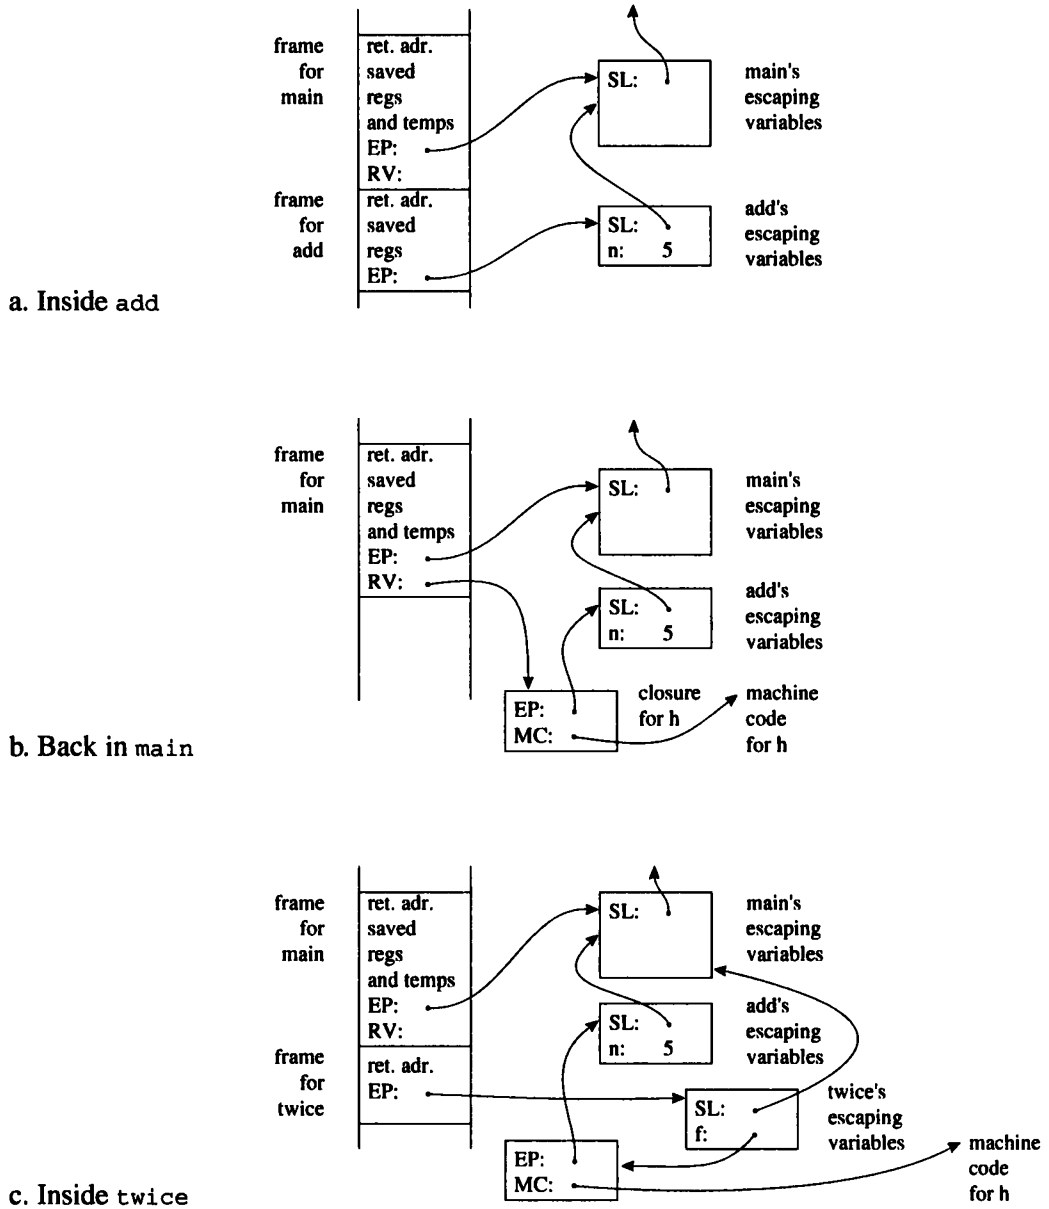 frame
for
main
ret. adr.
saved
regs
and temps
EP:
RV:
SL:
main's
escaping
variables
frame
for
add
ret. adr.
saved
regs
EP:
SL:
n: 5
add's
escaping
variables
a. Inside add
frame
for
main
ret. adr.
saved
regs
and temps
EP:
RV:
SL:
main's
escaping
variables
SL:
n: 5
add's
escaping
variables
EP:
MC:
closure
for h
machine
code
for h
b. Back in main
frame
for
main
ret. adr.
saved
regs
and temps
EP:
RV:
SL:
main's
escaping
variables
SL:
n: 5
add's
escaping
variables
frame
for
twice
ret. adr.
EP:
SL:
f:
twice's
escaping
variables
EP:
MC:
machine
code
for h
c. Inside twice